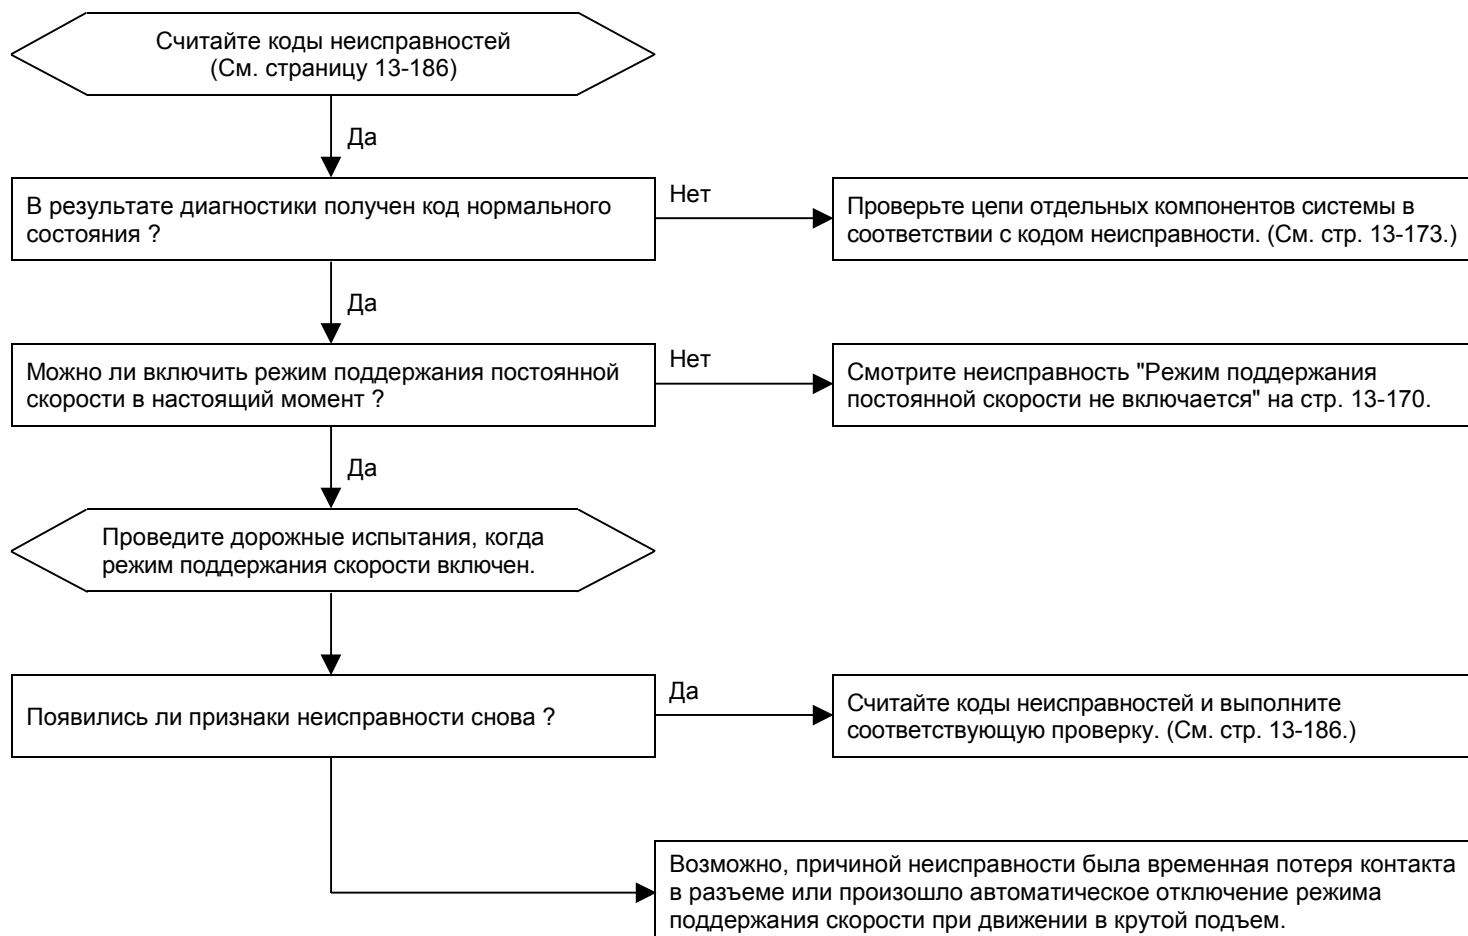 Считайте коды неисправностей
(См. страницу 13-186)
Да
В результате диагностики получен код нормального
состояния ?
Нет
Проверьте цепи отдельных компонентов системы в
соответствии с кодом неисправности. (См. стр. 13-173.)
Да
Можно ли включить режим поддержания постоянной
скорости в настоящий момент ?
Нет
Смотрите неисправность "Режим поддержания
постоянной скорости не включается" на стр. 13-170.
Да
Проведите дорожные испытания, когда
режим поддержания скорости включен.
Появились ли признаки неисправности снова ?
Да
Считайте коды неисправностей и выполните
соответствующую проверку. (См. стр. 13-186.)
Возможно, причиной неисправности была временная потеря контакта
в разъеме или произошло автоматическое отключение режима
поддержания скорости при движении в крутой подъем.